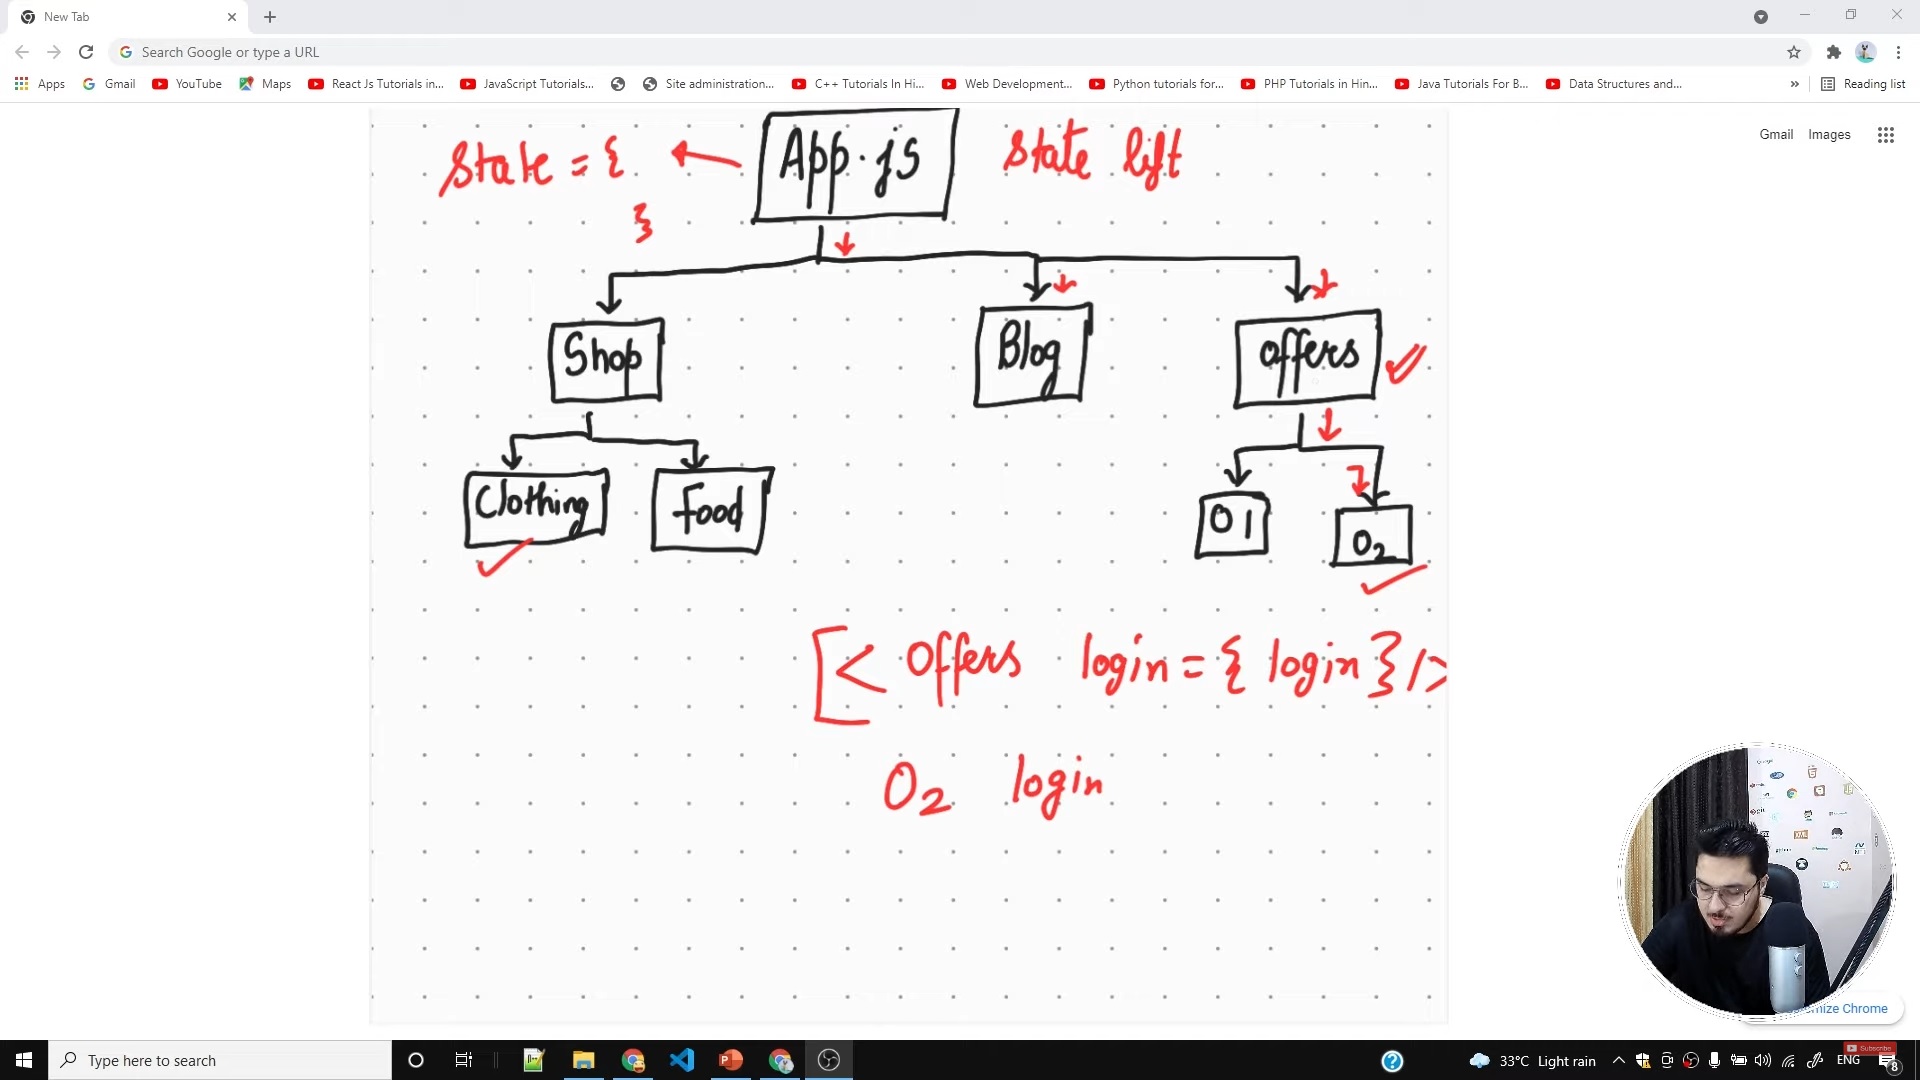 New Tab
Search Google or type a URL
Apps Gmail YouTube Maps React Js Tutorials in... JavaScript Tutorials... Site administration... C++ Tutorials In Hi... Web Development... Python tutorials for... PHP Tutorials in Hin... Java Tutorials For B... Data Structures and... » Reading list
Gmail Images
State = { App.js State lift
}
Shop Blog offers
Clothing Food O1 O2
< Offers login = { login } />
O2 login
mize Chrome
Type here to search
33°C Light rain ENG
Subscribe
8